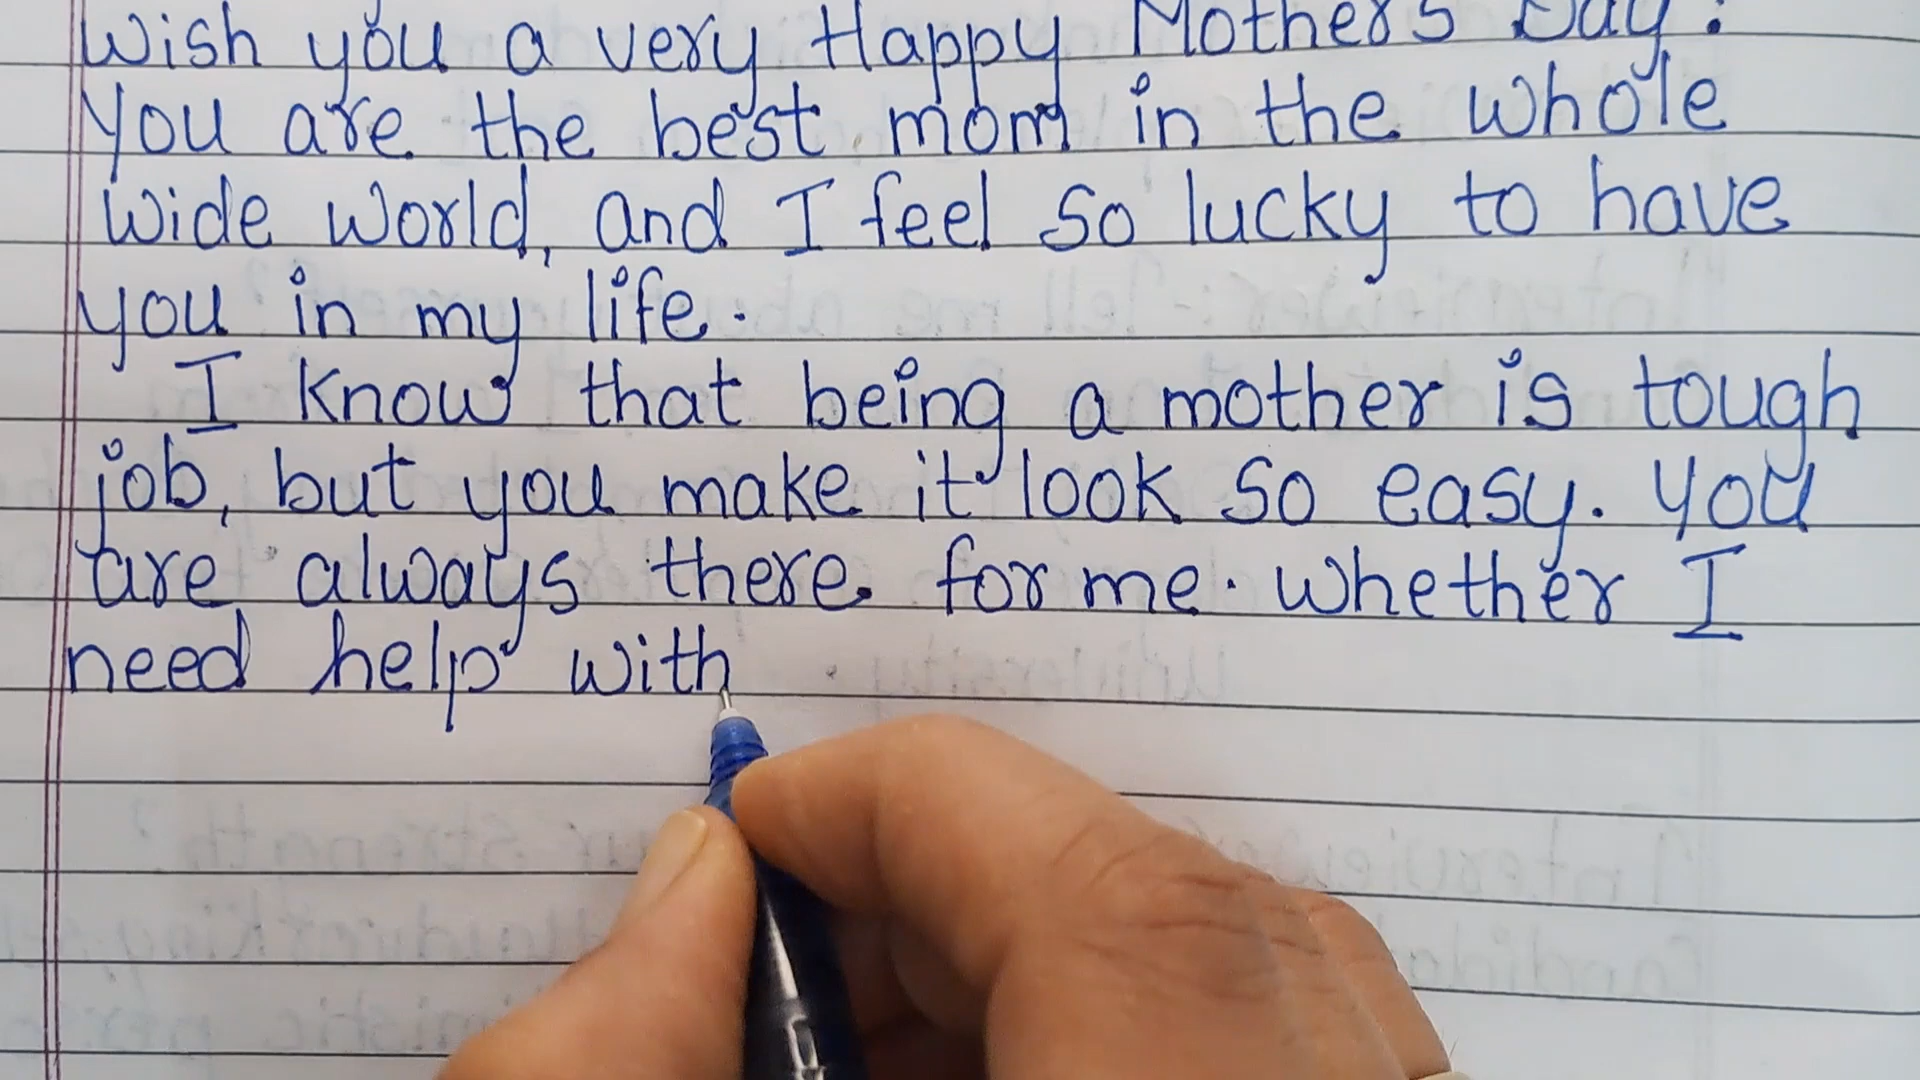 Wish you a very Happy Mothers Day.
You are the best mom in the whole
wide world, and I feel so lucky to have
you in my life.
I know that being a mother is tough
job, but you make it look so easy. You
are always there for me. Whether I
need help with